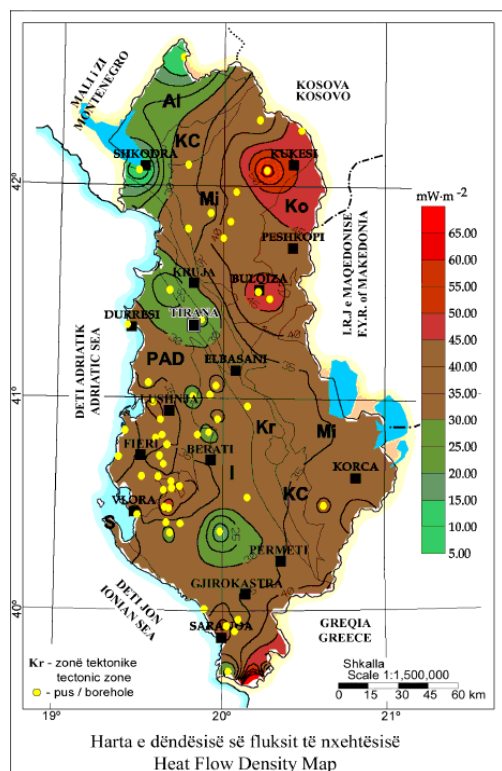 MALI i ZI
MONTENEGRO
KOSOVA
KOSOVO
Al
KC
SHKODRA
KUKESI
42°
Mi
Ko
mW·m -2
PESHKOPI
65.00
60.00
55.00
50.00
45.00
40.00
35.00
30.00
25.00
20.00
15.00
10.00
5.00
I.R.J e MAQEDONISE
F.Y.R. of MAKEDONIA
KRUJA
BULQIZA
DURRESI
TIRANA
DETI ADRIATIK
ADRIATIC SEA
PAD
ELBASANI
41°
LUSHNJA
Kr
Mi
FIERI
BERATI
I
KORCA
KC
VLORA
S
25
PERMETI
GJIROKASTRA
DETI JON
IONIAN SEA
40°
SARANDA
GREQIA
GREECE
Kr - zonë tektonike
tectonic zone
- pus / borehole
Shkalla
Scale 1:1,500,000
0 15 30 45 60 km
19° 20° 21°
Harta e dëndësisë së fluksit të nxehtësisë
Heat Flow Density Map